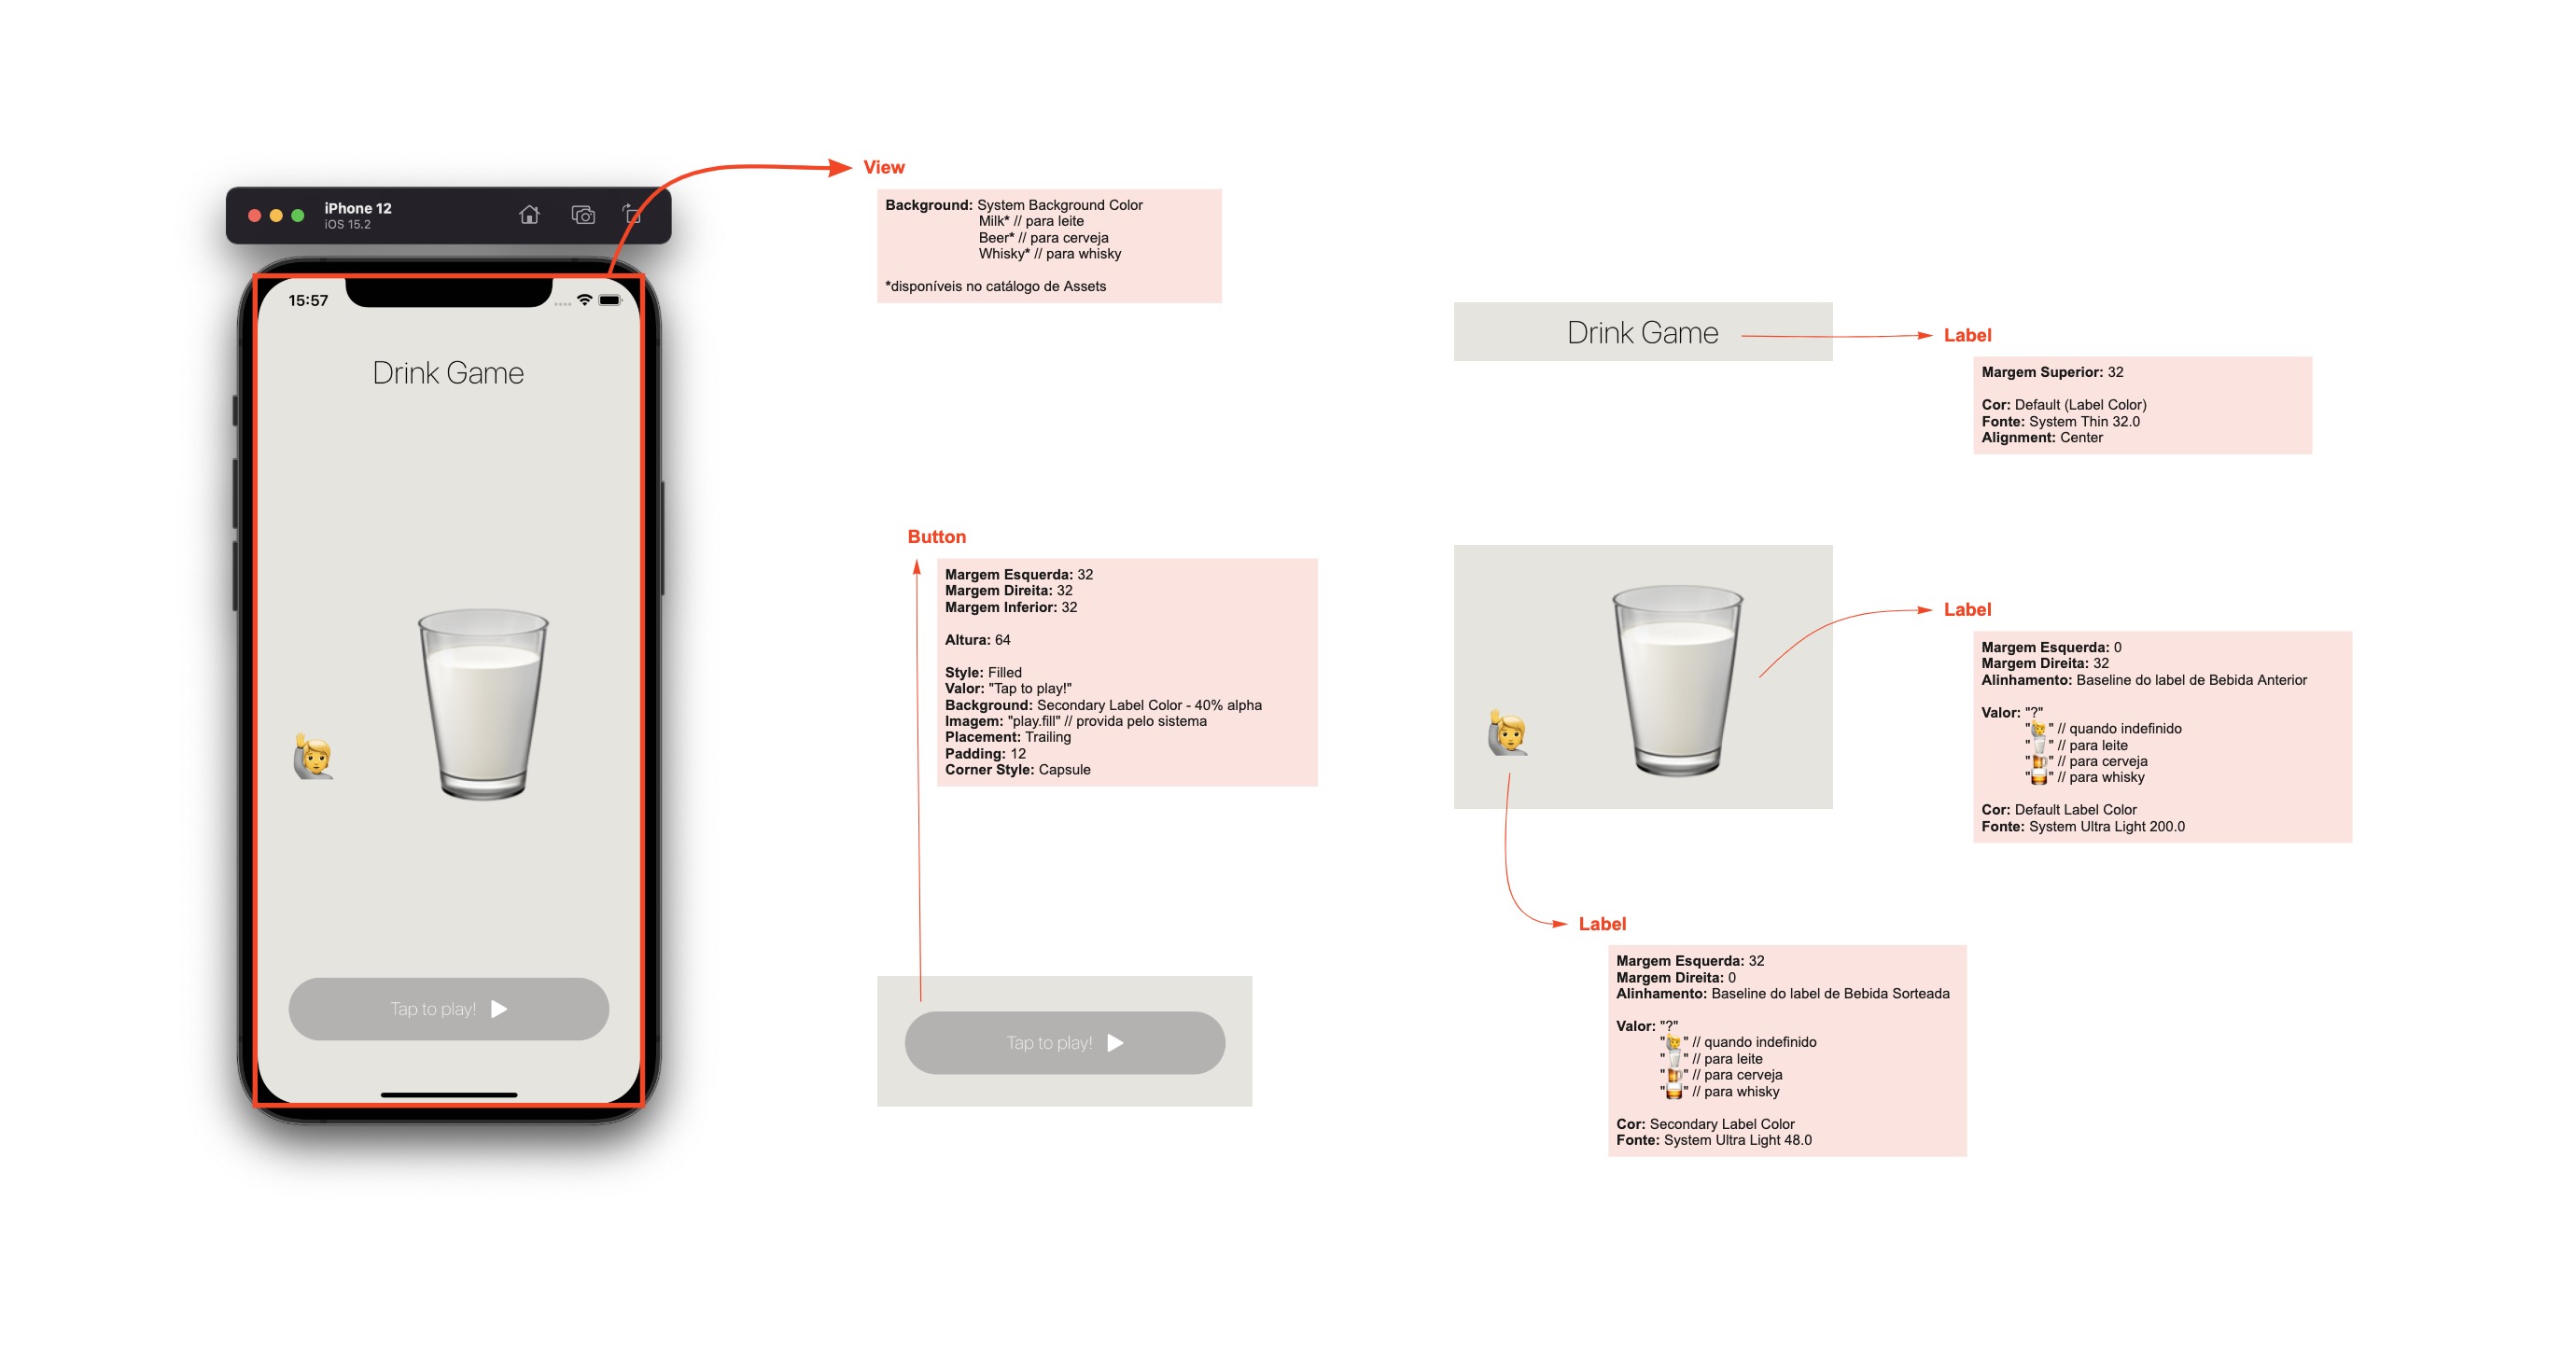 iPhone 12
iOS 15.2
15:57
Drink Game
Tap to play!
View
Background: System Background Color
Milk* // para leite
Beer* // para cerveja
Whisky* // para whisky
*disponíveis no catálogo de Assets
Button
Margem Esquerda: 32
Margem Direita: 32
Margem Inferior: 32
Altura: 64
Style: Filled
Valor: "Tap to play!"
Background: Secondary Label Color - 40% alpha
Imagem: "play.fill" // provida pelo sistema
Placement: Trailing
Padding: 12
Corner Style: Capsule
Tap to play!
Drink Game
Label
Margem Superior: 32
Cor: Default (Label Color)
Fonte: System Thin 32.0
Alignment: Center
Label
Margem Esquerda: 0
Margem Direita: 32
Alinhamento: Baseline do label de Bebida Anterior
Valor: "?"
"🙋" // quando indefinido
"🥛" // para leite
"🍺" // para cerveja
"🥃" // para whisky
Cor: Default Label Color
Fonte: System Ultra Light 200.0
Label
Margem Esquerda: 32
Margem Direita: 0
Alinhamento: Baseline do label de Bebida Sorteada
Valor: "?"
"🙋" // quando indefinido
"🥛" // para leite
"🍺" // para cerveja
"🥃" // para whisky
Cor: Secondary Label Color
Fonte: System Ultra Light 48.0